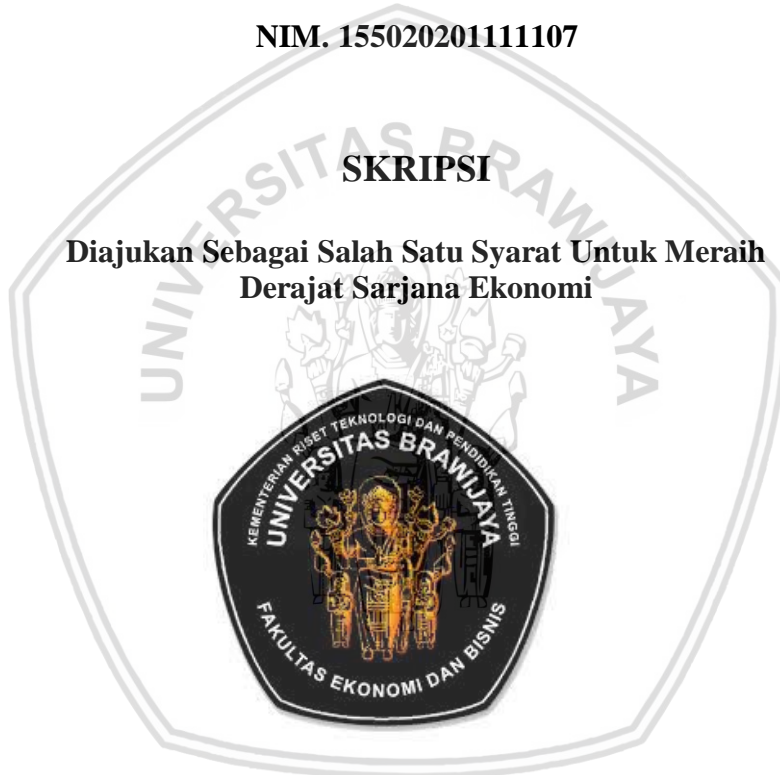 NIM. 155020201111107
UNIVERSITAS BRAWIJAYA
SKRIPSI
Diajukan Sebagai Salah Satu Syarat Untuk Meraih
Derajat Sarjana Ekonomi
KEMENTERIAN RISET TEKNOLOGI DAN PENDIDIKAN TINGGI
UNIVERSITAS BRAWIJAYA
FAKULTAS EKONOMI DAN BISNIS